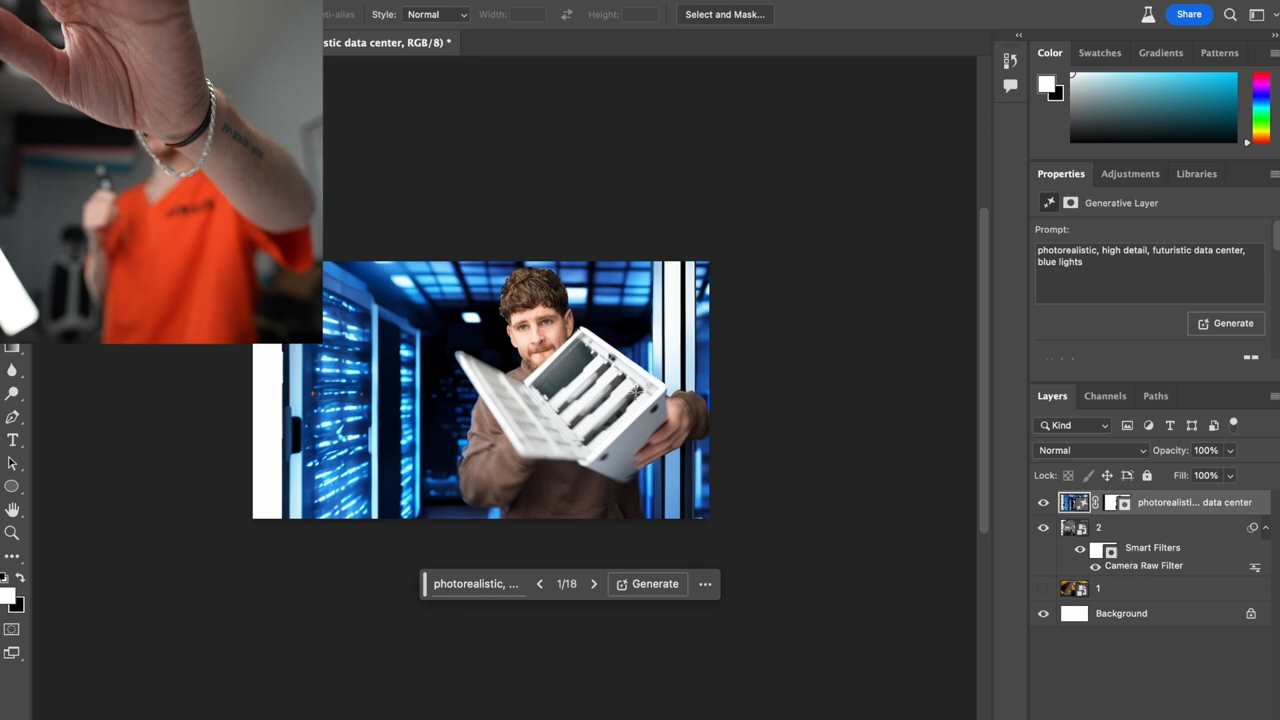 ti-alias
Style: Normal Width: Height: Select and Mask... Share
stic data center, RGB/8) *
Color Swatches Gradients Patterns
Properties Adjustments Libraries
Generative Layer
Prompt:
photorealistic, high detail, futuristic data center,
blue lights
Generate
Layers Channels Paths
Kind
Normal Opacity: 100%
Lock: Fill: 100%
photorealisti... data center
2
Smart Filters
Camera Raw Filter
1
Background
photorealistic, ... 1/18 Generate